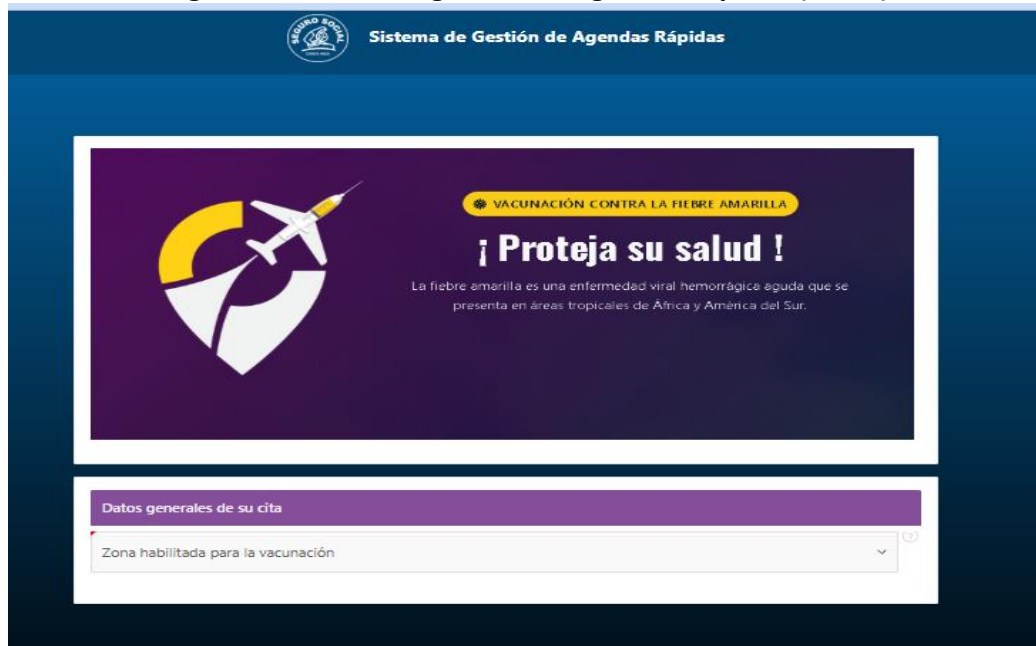 SEGURO SOCIAL
Sistema de Gestión de Agendas Rápidas
VACUNACIÓN CONTRA LA FIEBRE AMARILLA
¡ Proteja su salud !
La fiebre amarilla es una enfermedad viral hemorrágica aguda que se
presenta en áreas tropicales de África y América del Sur.
Datos generales de su cita
Zona habilitada para la vacunación